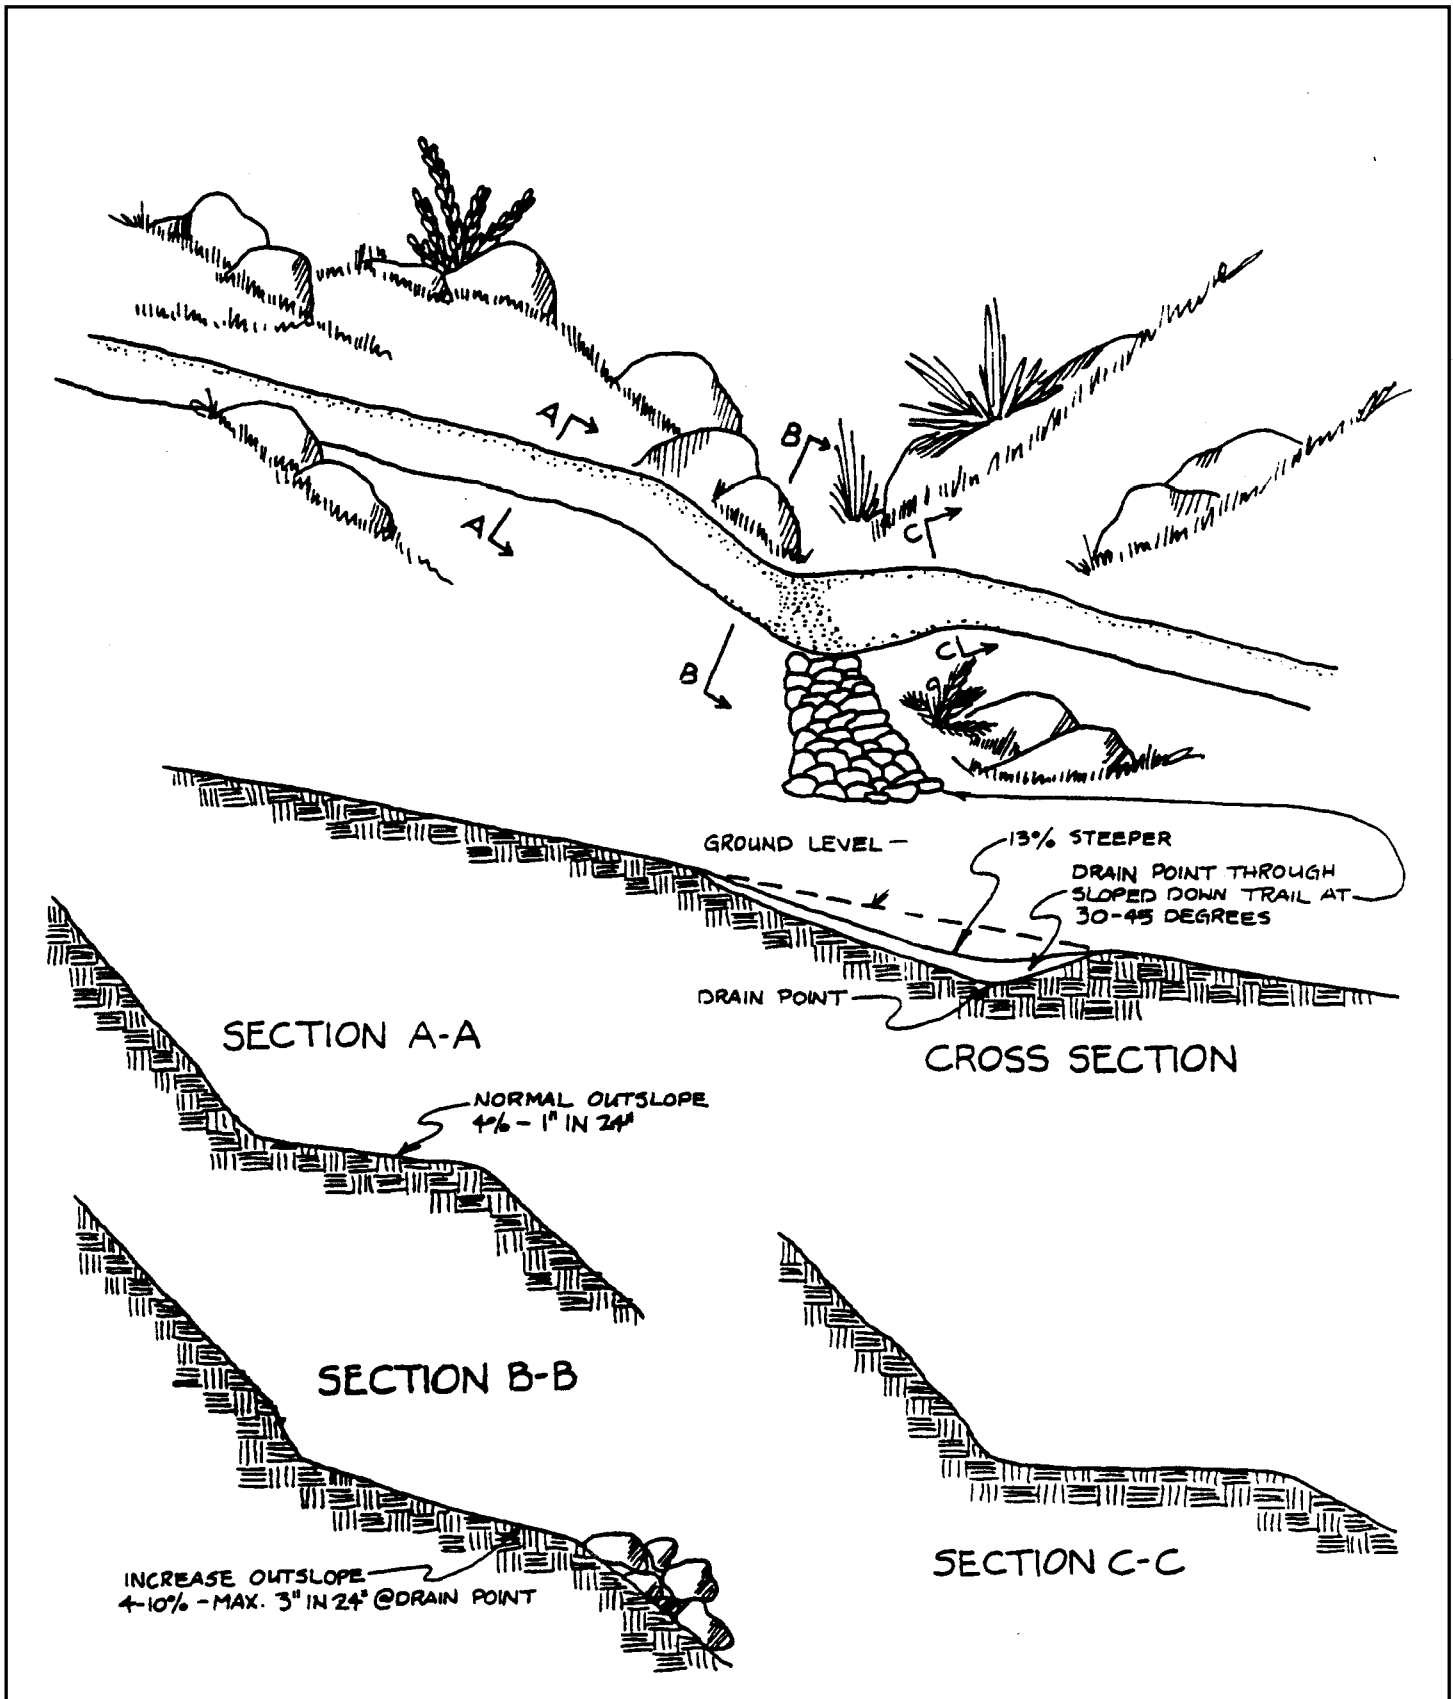 A
B
A
C
B
C
GROUND LEVEL –
13% STEEPER
DRAIN POINT THROUGH
SLOPED DOWN TRAIL AT
30-45 DEGREES
DRAIN POINT
CROSS SECTION
SECTION A-A
NORMAL OUTSLOPE
4% – 1" IN 24"
SECTION B-B
INCREASE OUTSLOPE
4-10% – MAX. 3" IN 24" @DRAIN POINT
SECTION C-C